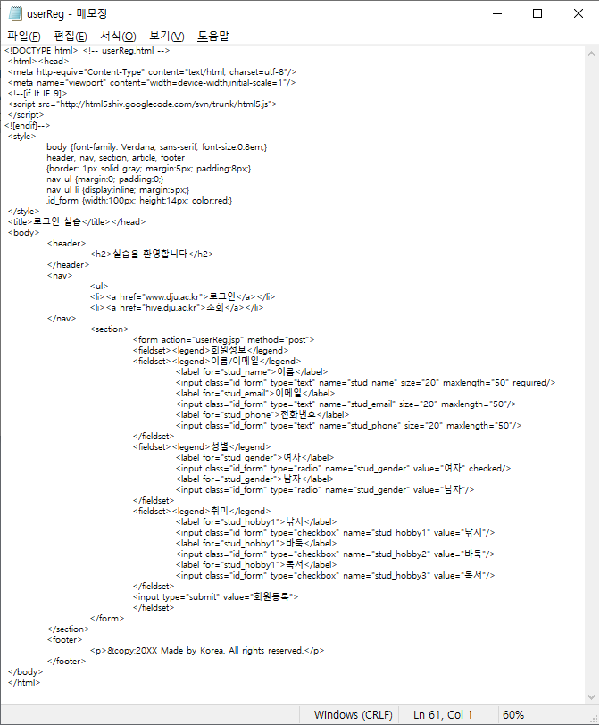 userReg - 메모장
파일(F) 편집(E) 서식(O) 보기(V) 도움말
<!DOCTYPE html> <!-- userReg.html -->
<html><head>
<meta http-equiv="Content-Type" content="text/html; charset=utf-8"/>
<meta name="viewport" content="width=device-width,initial-scale=1"/>
<!--[if lt IE 9]>
<script src="http://html5shiv.googlecode.com/svn/trunk/html5.js">
</script>
<![endif]-->
<style>
body {font-family: Verdana, sans-serif; font-size:0.8em;}
header, nav, section, article, footer
{border: 1px solid gray; margin:5px; padding:8px;}
nav ul {margin:0; padding:0;}
nav ul li {display:inline; margin:5px;}
.id_form {width:100px; height:14px; color:red;}
</style>
<title>로그인 실습</title></head>
<body>
<header>
<h2>실습을 환영합니다</h2>
</header>
<nav>
<ul>
<li><a href="www.dju.ac.kr">로그인</a></li>
<li><a href="hive.dju.ac.kr">소회</a></li>
</nav>
<section>
<form action="userReg.jsp" method="post">
<fieldset><legend>회원정보</legend>
<fieldset><legend>이름/이메일</legend>
<label for="stud_name">이름</label>
<input class="id_form" type="text" name="stud_name" size="20" maxlength="50" required/>
<label for="stud_email">이메일</label>
<input class="id_form" type="text" name="stud_email" size="20" maxlength="50"/>
<label for="stud_phone">전화번호</label>
<input class="id_form" type="text" name="stud_phone" size="20" maxlength="50"/>
</fieldset>
<fieldset><legend>성별</legend>
<label for="stud_gender">여자</label>
<input class="id_form" type="radio" name="stud_gender" value="여자" checked/>
<label for="stud_gender">남자</label>
<input class="id_form" type="radio" name="stud_gender" value="남자"/>
</fieldset>
<fieldset><legend>취미</legend>
<label for="stud_hobby1">낚시</label>
<input class="id_form" type="checkbox" name="stud_hobby1" value="낚시"/>
<label for="stud_hobby1">바둑</label>
<input class="id_form" type="checkbox" name="stud_hobby2" value="바둑"/>
<label for="stud_hobby1">독서</label>
<input class="id_form" type="checkbox" name="stud_hobby3" value="독서"/>
</fieldset>
<input type="submit" value="회원등록">
</fieldset>
</form>
</section>
<footer>
<p>&copy;20XX Made by Korea. All rights reserved.</p>
</footer>
</body>
</html>
Windows (CRLF) Ln 61, Col 1 60%